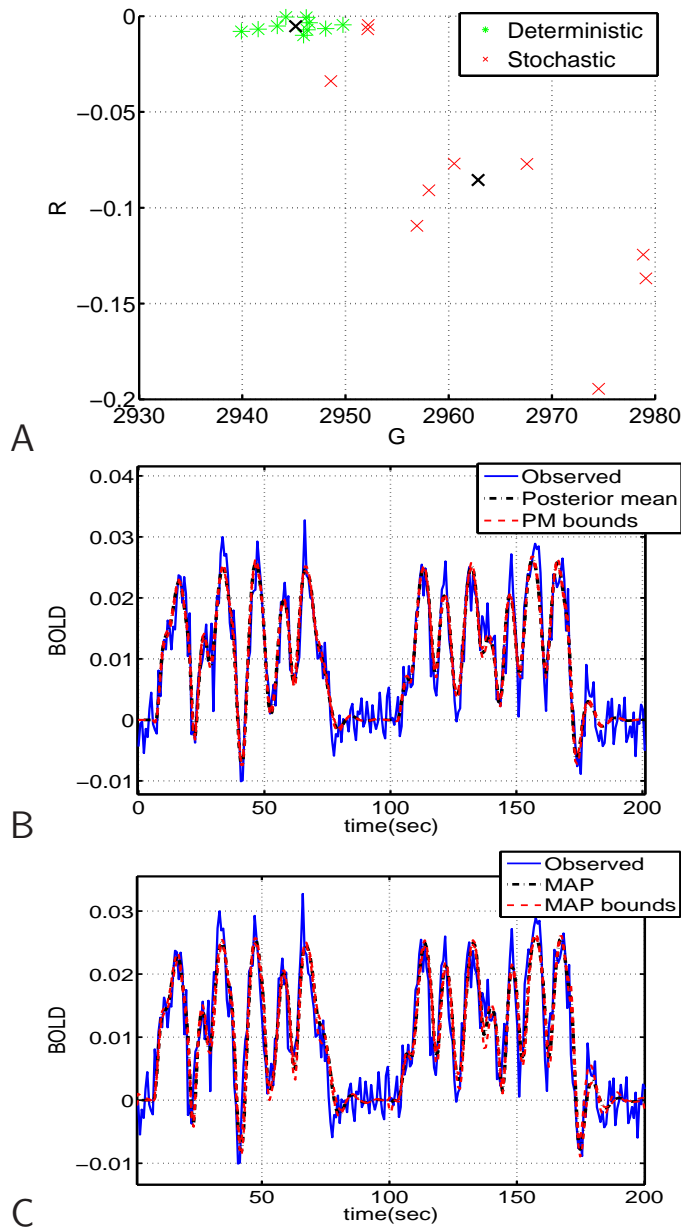 0
−0.05
−0.1
−0.15
−0.2
R
Deterministic
Stochastic
2930
2940
2950
2960
2970
2980
G
A
0.04
0.03
0.02
0.01
0
−0.01
BOLD
Observed
Posterior mean
PM bounds
0
50
100
150
200
time(sec)
B
0.03
0.02
0.01
0
−0.01
BOLD
Observed
MAP
MAP bounds
50
100
150
200
time(sec)
C